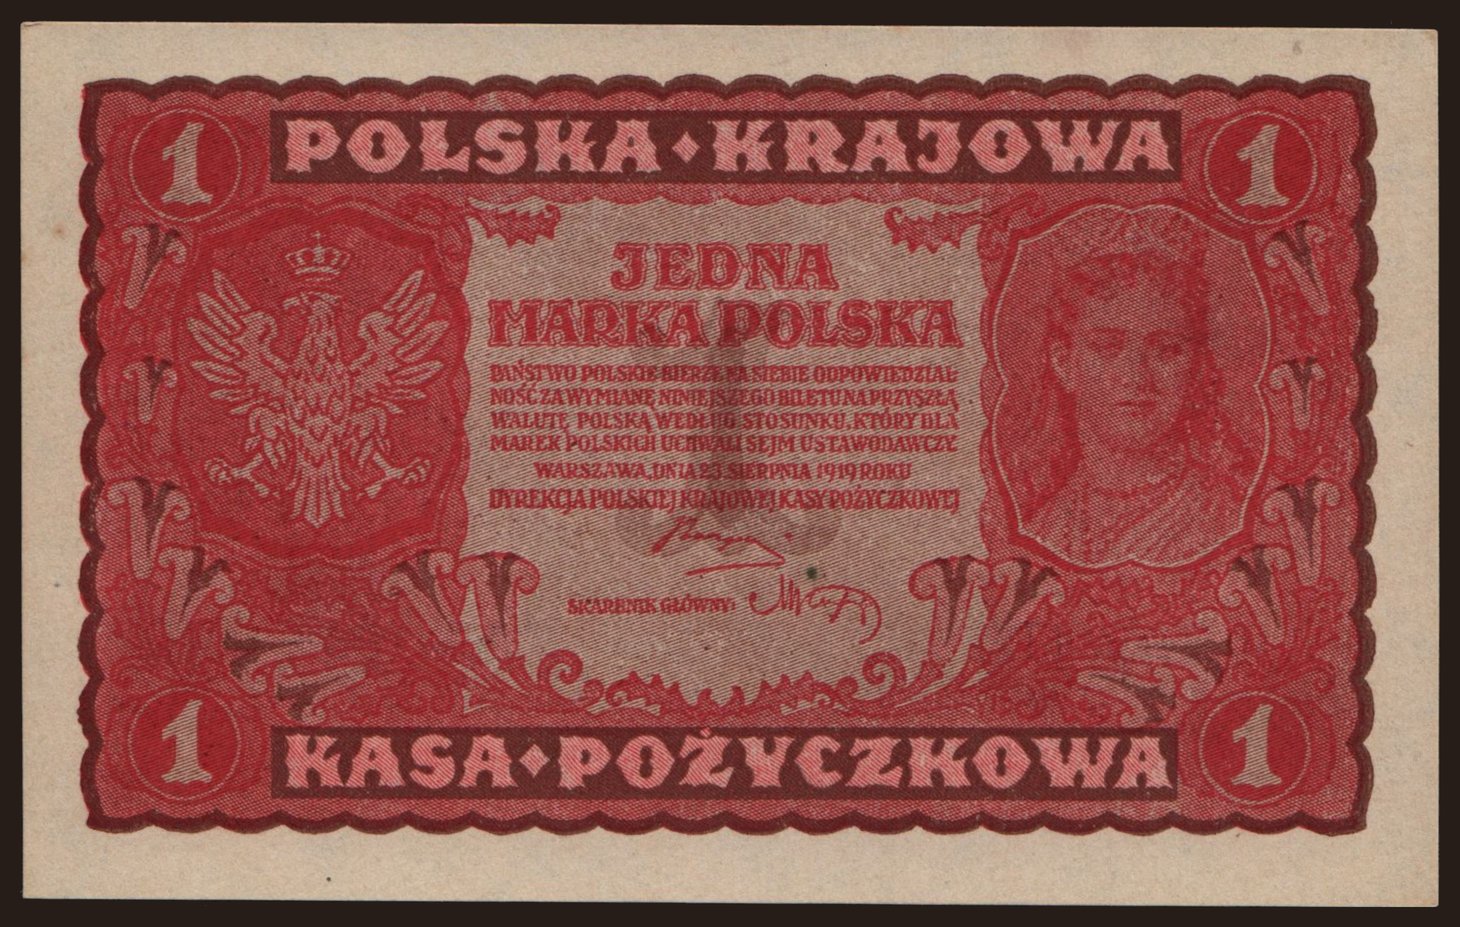 1 POLSKA • KRAJOWA 1
JEDNA
MARKA POLSKA
PAŃSTWO POLSKIE BIERZE NA SIEBIE ODPOWIEDZIAL-
NOŚĆ ZA WYMIANĘ NINIEJSZEGO BILETU NA PRZYSZŁĄ
WALUTĘ POLSKĄ WEDŁUG STOSUNKU, KTÓRY DLA
MAREK POLSKICH UCHWALI SEJM USTAWODAWCZY.
WARSZAWA, DNIA 23 SIERPNIA 1919 ROKU
DYREKCJA POLSKIEJ KRAJOWEJ KASY POŻYCZKOWEJ
SKARBNIK GŁÓWNY:
1 KASA • POŻYCZKOWA 1